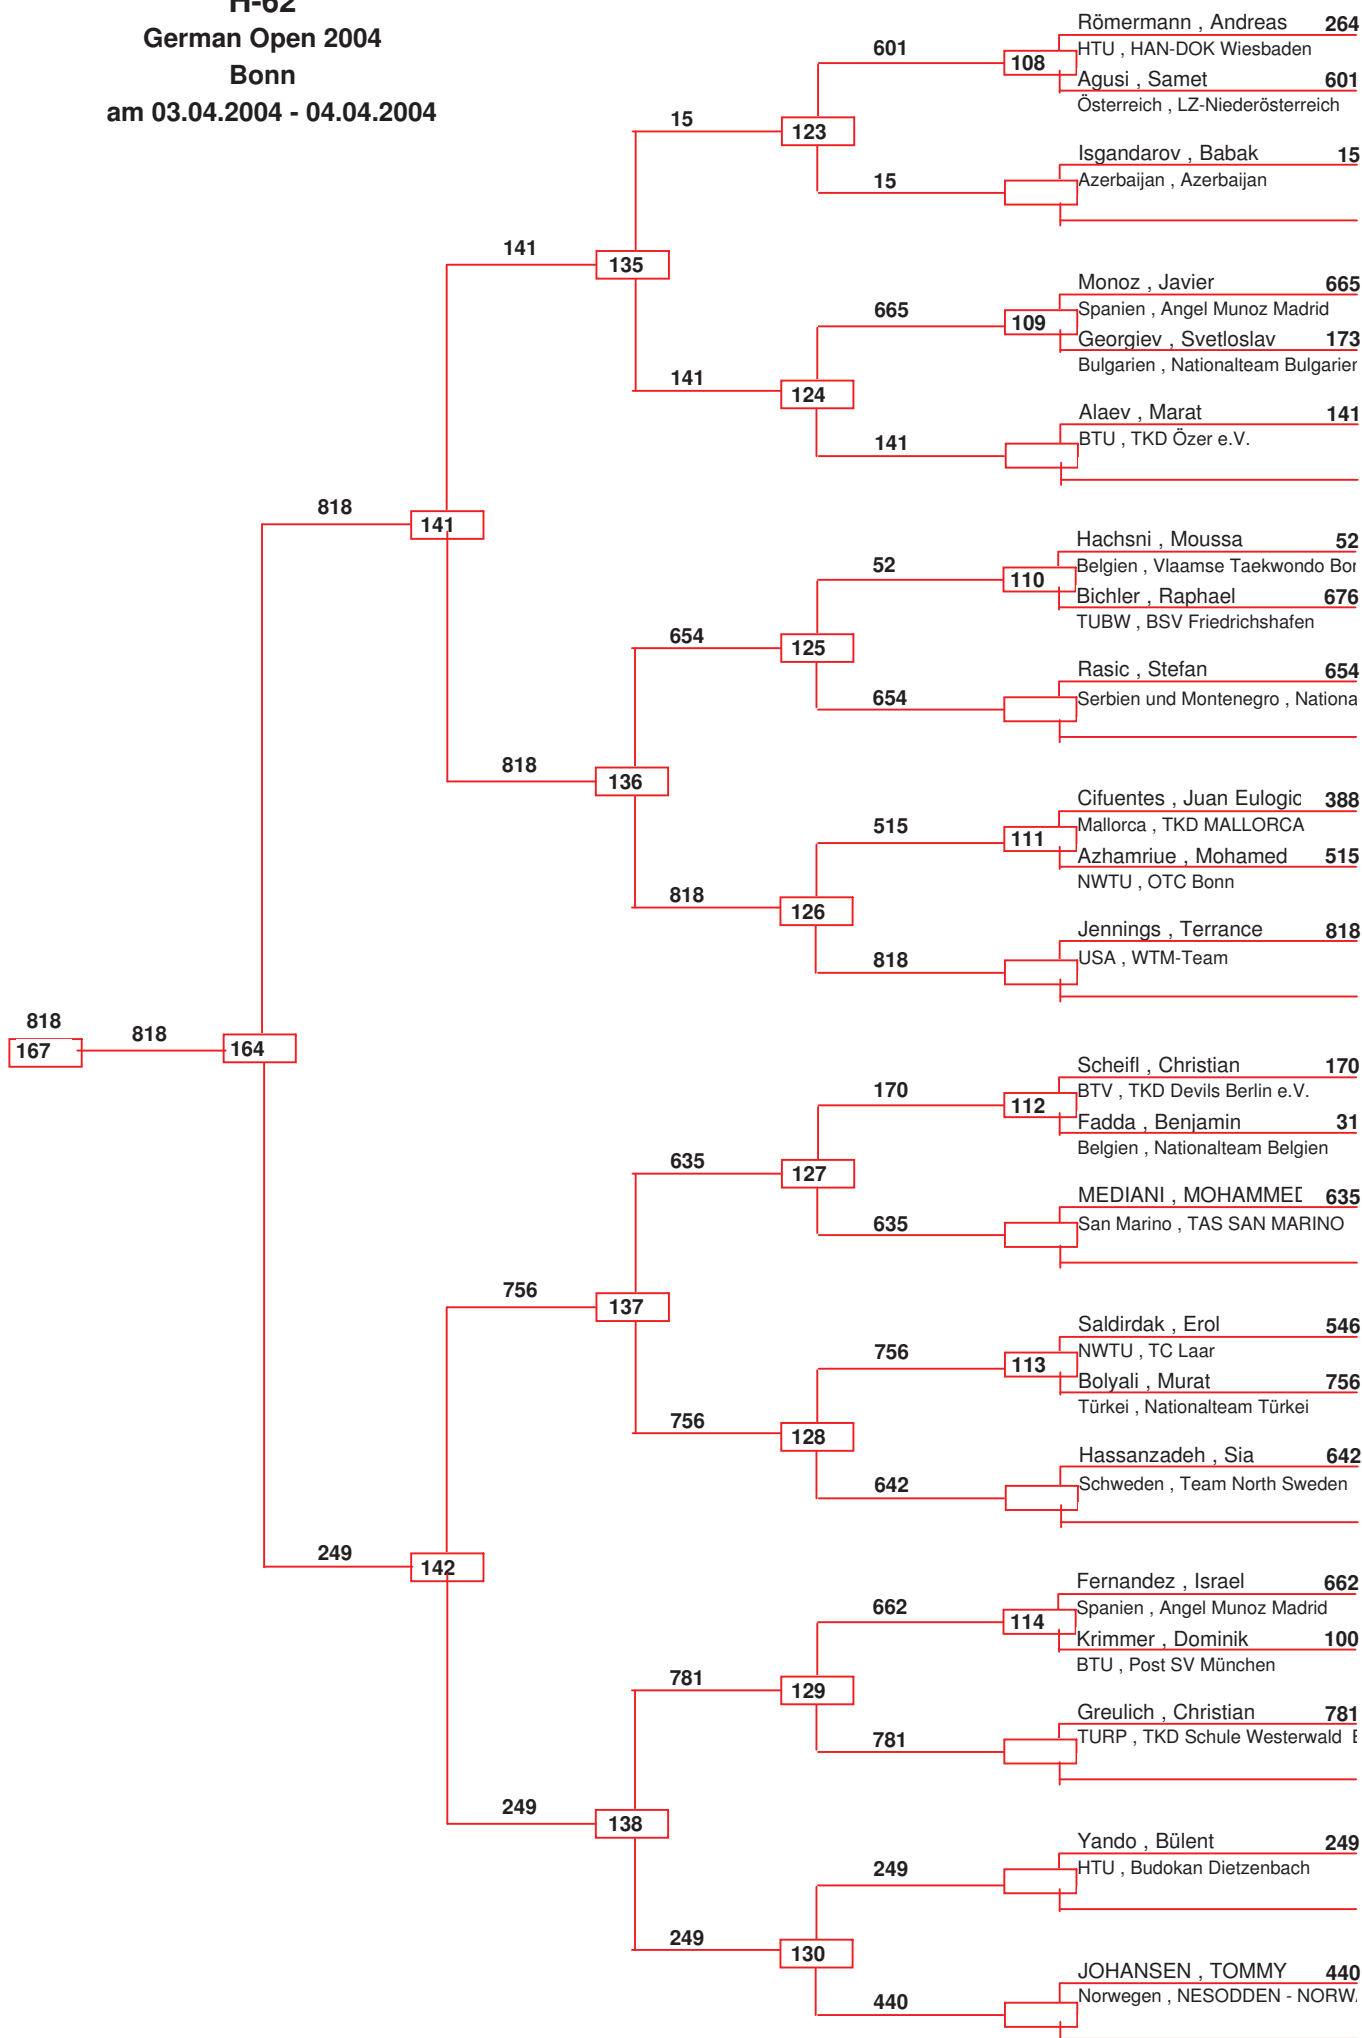 H-62
German Open 2004
Bonn
am 03.04.2004 - 04.04.2004
Römermann , Andreas 264
HTU , HAN-DOK Wiesbaden
601
108
Agusi , Samet 601
Österreich , LZ-Niederösterreich
15
123
Isgandarov , Babak 15
Azerbaijan , Azerbaijan
15
141
135
Monoz , Javier 665
Spanien , Angel Munoz Madrid
665
109
Georgiev , Svetloslav 173
Bulgarien , Nationalteam Bulgarien
141
124
Alaev , Marat 141
BTU , TKD Özer e.V.
141
818
141
Hachsni , Moussa 52
Belgien , Vlaamse Taekwondo
52
110
Bichler , Raphael 676
TUBW , BSV Friedrichshafen
654
125
Rasic , Stefan 654
Serbien und Montenegro , Nationa
654
818
136
Cifuentes , Juan Eulogio 388
Mallorca , TKD MALLORCA
515
111
Azhamriue , Mohamed 515
NWTU , OTC Bonn
818
126
Jennings , Terrance 818
USA , WTM-Team
818
818
167
818
164
Scheifl , Christian 170
BTV , TKD Devils Berlin e.V.
170
112
Fadda , Benjamin 31
Belgien , Nationalteam Belgien
635
127
MEDIANI , MOHAMMED 635
San Marino , TAS SAN MARINO
635
756
137
Saldirdak , Erol 546
NWTU , TC Laar
756
113
Bolyali , Murat 756
Türkei , Nationalteam Türkei
756
128
Hassanzadeh , Sia 642
Schweden , Team North Sweden
642
249
142
Fernandez , Israel 662
Spanien , Angel Munoz Madrid
662
114
Krimmer , Dominik 100
BTU , Post SV München
781
129
Greulich , Christian 781
TURP , TKD Schule Westerwald
781
249
138
Yando , Bülent 249
HTU , Budokan Dietzenbach
249
249
130
JOHANSEN , TOMMY 440
Norwegen , NESODDEN - NORW
440